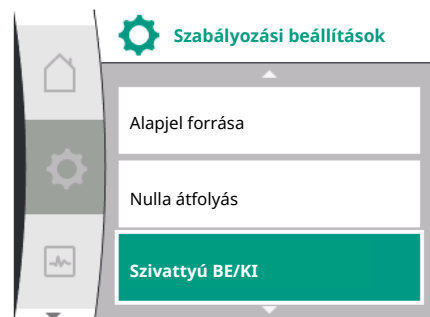 Szabályozási beállítások
Alapjel forrása
Nulla átfolyás
Szivattyú BE/KI